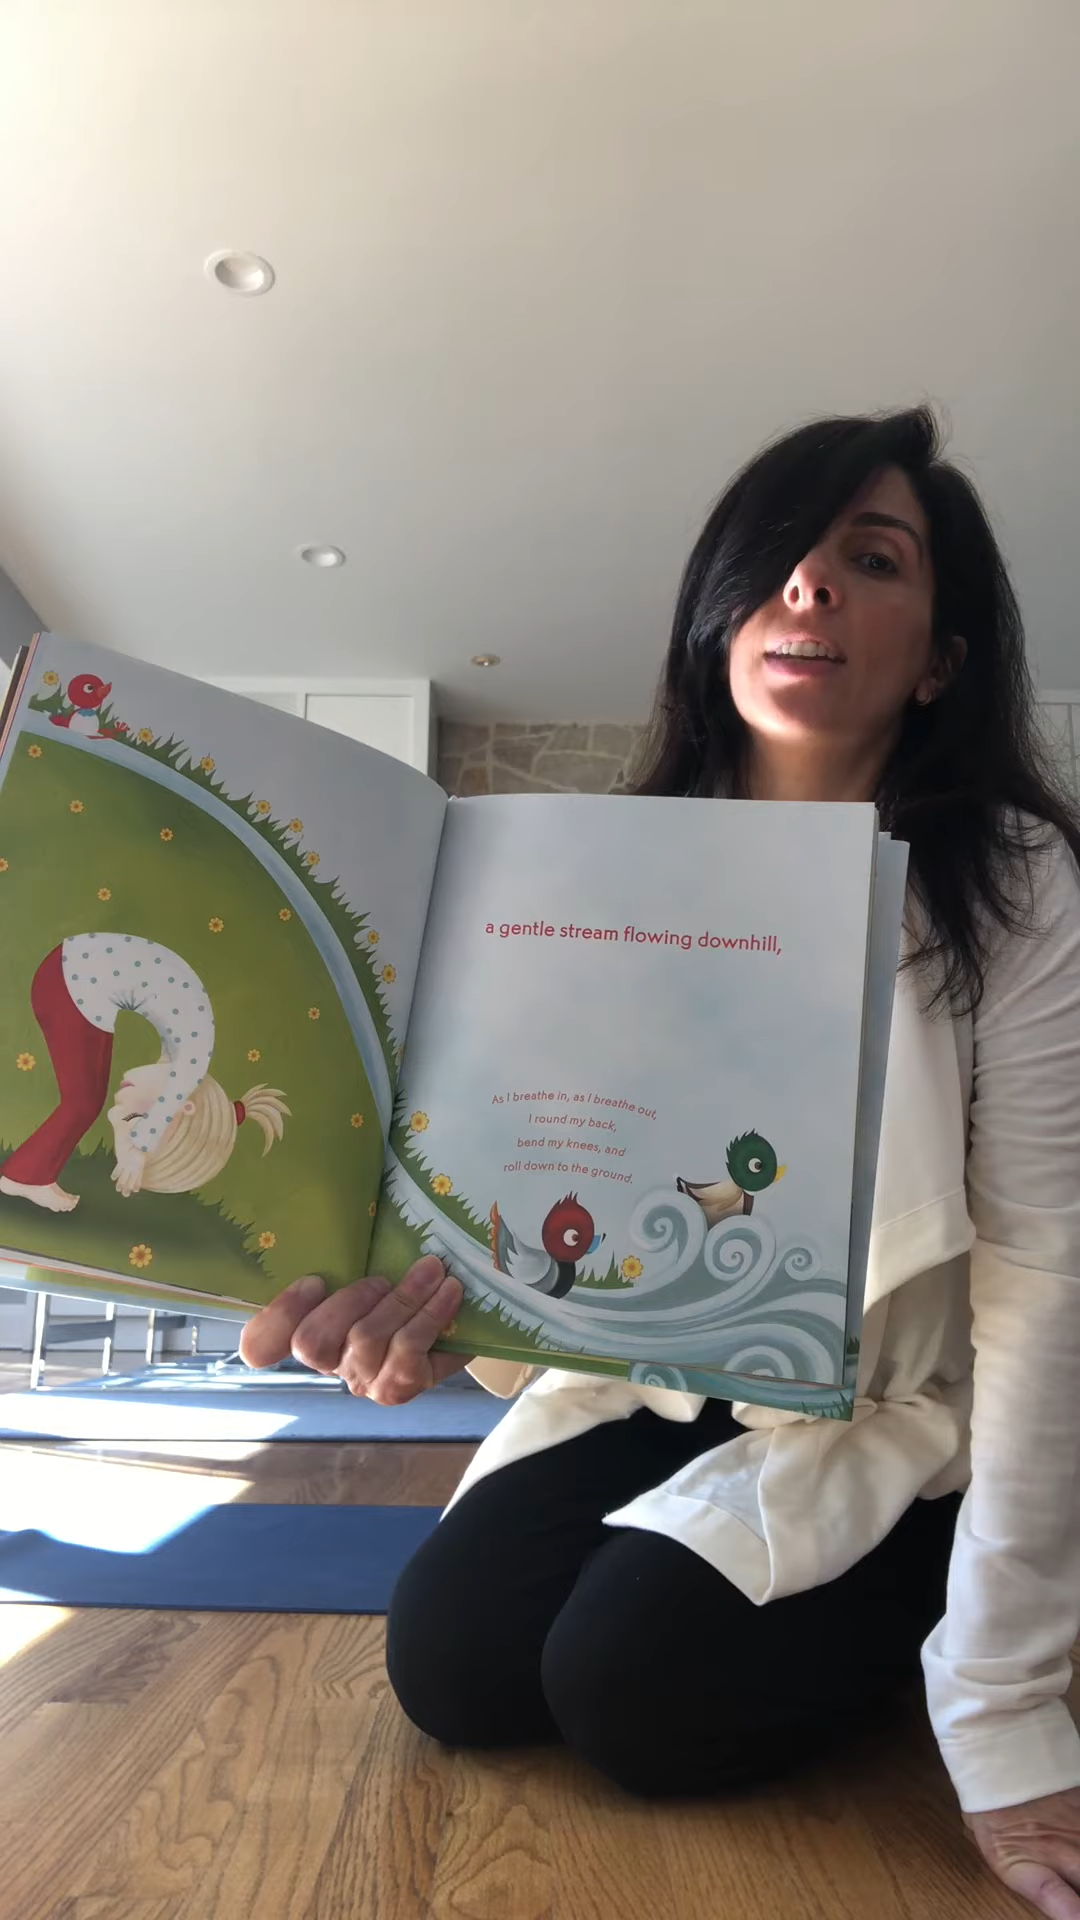 a gentle stream flowing downhill,
As I breathe in, as I breathe out,
I round my back,
bend my knees, and
roll down to the ground.